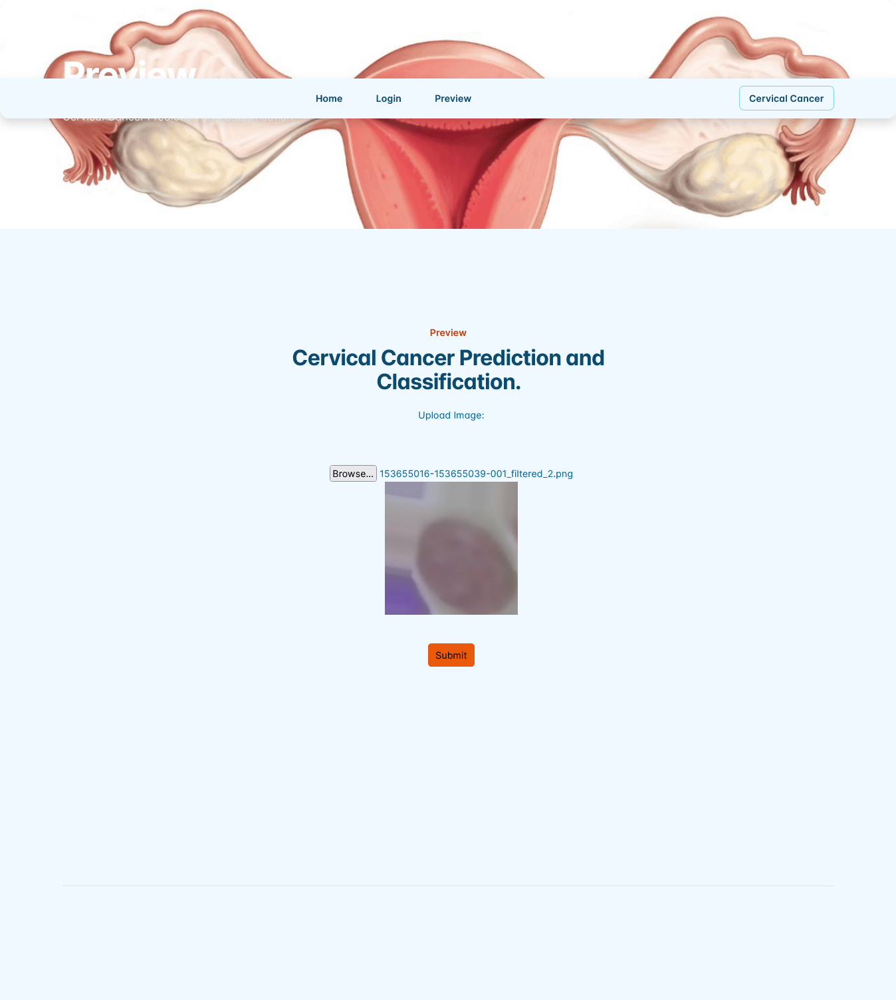 Preview
Home Login Preview Cervical Cancer
Cervical Cancer Prediction and Classification.
Preview
Cervical Cancer Prediction and
Classification.
Upload Image:
Browse... 153655016-153655039-001_filtered_2.png
Submit